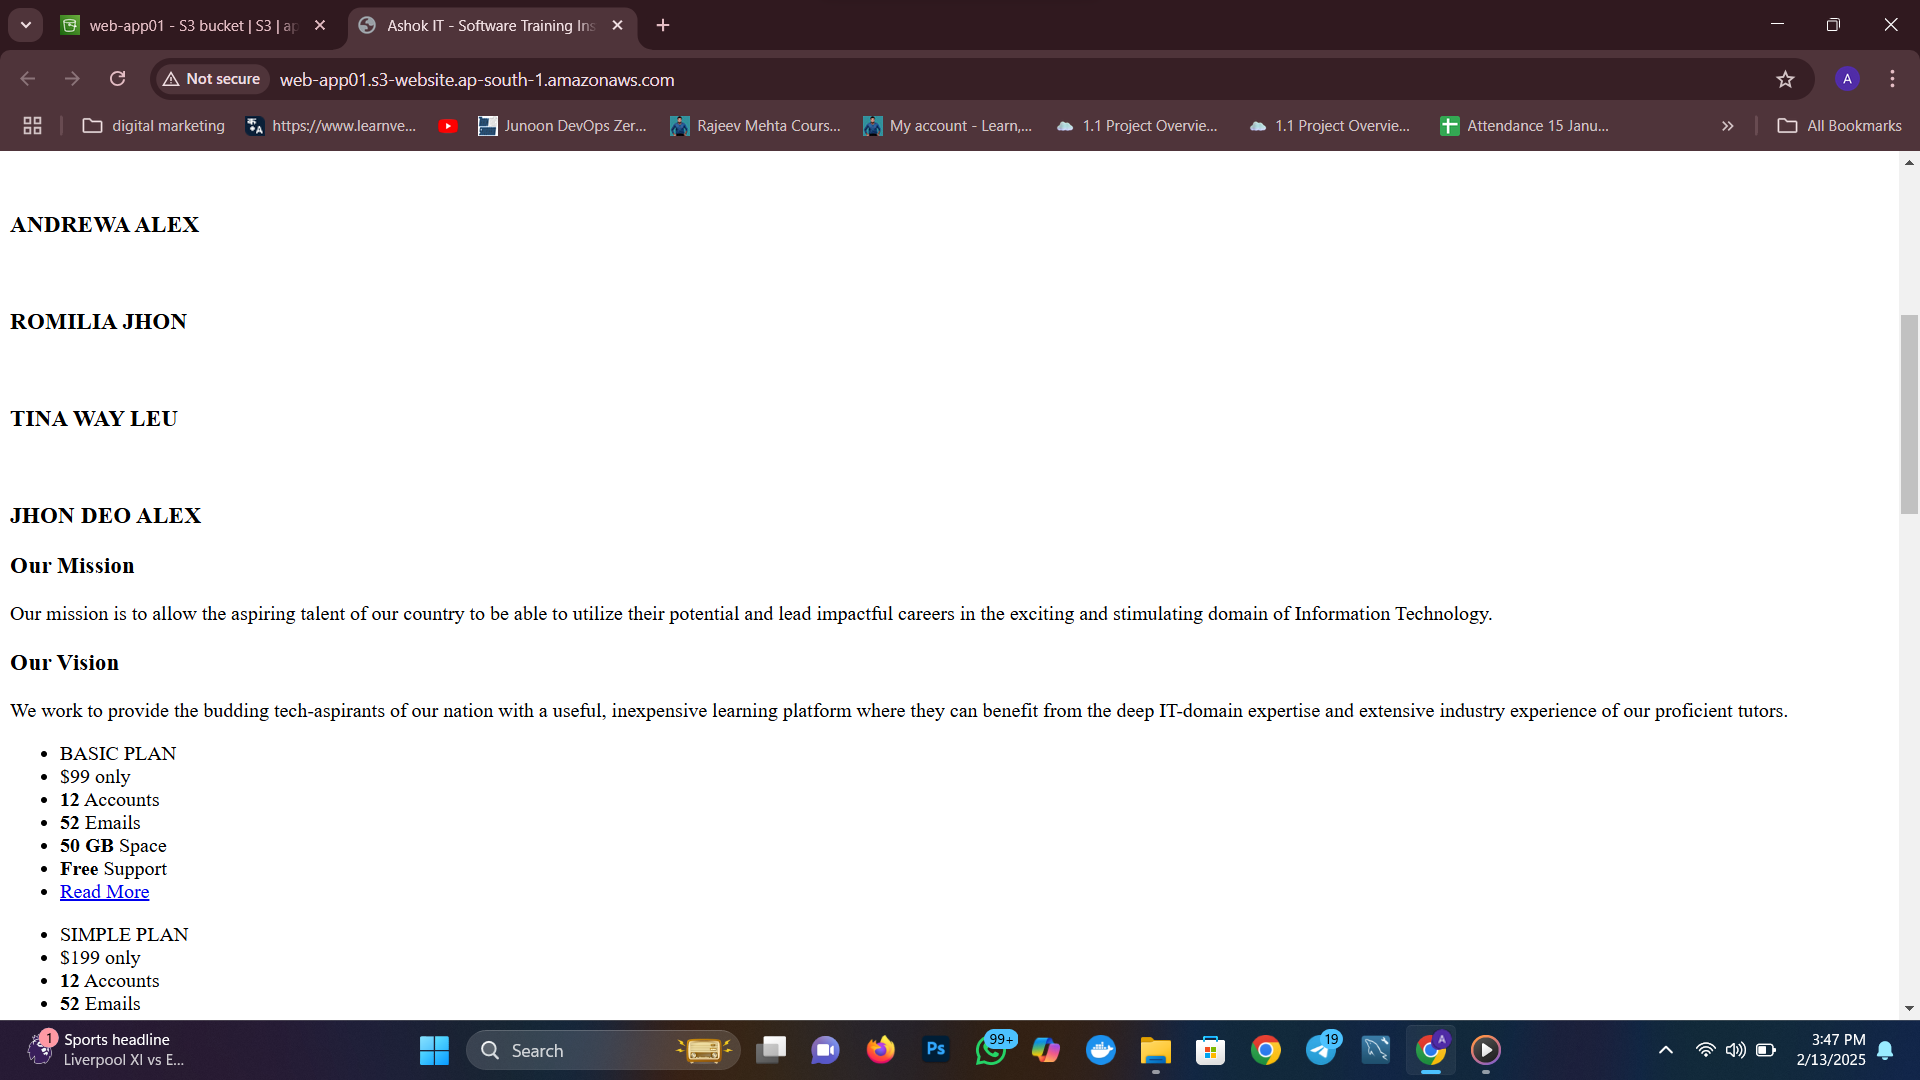 web-app01 - S3 bucket | S3 | ap
Ashok IT - Software Training Ins
Not secure
web-app01.s3-website.ap-south-1.amazonaws.com
A
digital marketing
https://www.learnve...
Junoon DevOps Zer...
Rajeev Mehta Cours...
My account - Learn,...
1.1 Project Overvie...
1.1 Project Overvie...
Attendance 15 Janu...
All Bookmarks
ANDREWA ALEX
ROMILIA JHON
TINA WAY LEU
JHON DEO ALEX
Our Mission
Our mission is to allow the aspiring talent of our country to be able to utilize their potential and lead impactful careers in the exciting and stimulating domain of Information Technology.
Our Vision
We work to provide the budding tech-aspirants of our nation with a useful, inexpensive learning platform where they can benefit from the deep IT-domain expertise and extensive industry experience of our proficient tutors.
• BASIC PLAN
• $99 only
• 12 Accounts
• 52 Emails
• 50 GB Space
• Free Support
• Read More
• SIMPLE PLAN
• $199 only
• 12 Accounts
• 52 Emails
1
Sports headline
Liverpool XI vs E...
Search
Ps
99+
19
A
3:47 PM
2/13/2025